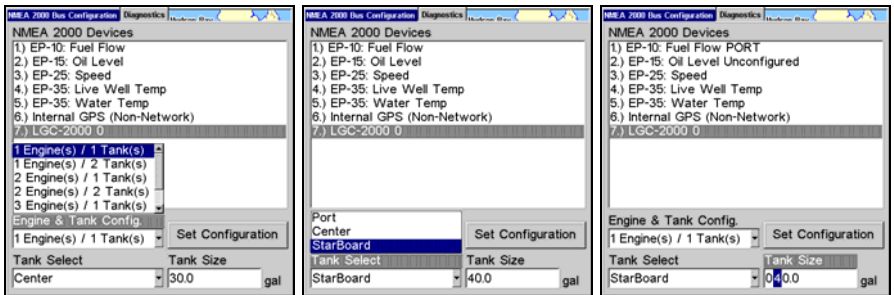 NMEA 2000 Bus Configuration Diagnostics
NMEA 2000 Devices
1.) EP-10: Fuel Flow
2.) EP-15: Oil Level
3.) EP-25: Speed
4.) EP-35: Live Well Temp
5.) EP-35: Water Temp
6.) Internal GPS (Non-Network)
7.) LGC-2000 0
1 Engine(s) / 1 Tank(s)
1 Engine(s) / 2 Tank(s)
2 Engine(s) / 1 Tank(s)
2 Engine(s) / 2 Tank(s)
3 Engine(s) / 1 Tank(s)
Engine & Tank Config.
1 Engine(s) / 1 Tank(s) Set Configuration
Tank Select Tank Size
Center 30.0 gal
NMEA 2000 Bus Configuration Diagnostics
NMEA 2000 Devices
1.) EP-10: Fuel Flow
2.) EP-15: Oil Level
3.) EP-25: Speed
4.) EP-35: Live Well Temp
5.) EP-35: Water Temp
6.) Internal GPS (Non-Network)
7.) LGC-2000 0
Port
Center
StarBoard Set Configuration
Tank Select Tank Size
StarBoard 40.0 gal
NMEA 2000 Bus Configuration Diagnostics
NMEA 2000 Devices
1.) EP-10: Fuel Flow PORT
2.) EP-15: Oil Level Unconfigured
3.) EP-25: Speed
4.) EP-35: Live Well Temp
5.) EP-35: Water Temp
6.) Internal GPS (Non-Network)
7.) LGC-2000 0
Engine & Tank Config.
1 Engine(s) / 1 Tank(s) Set Configuration
Tank Select Tank Size
StarBoard 040.0 gal